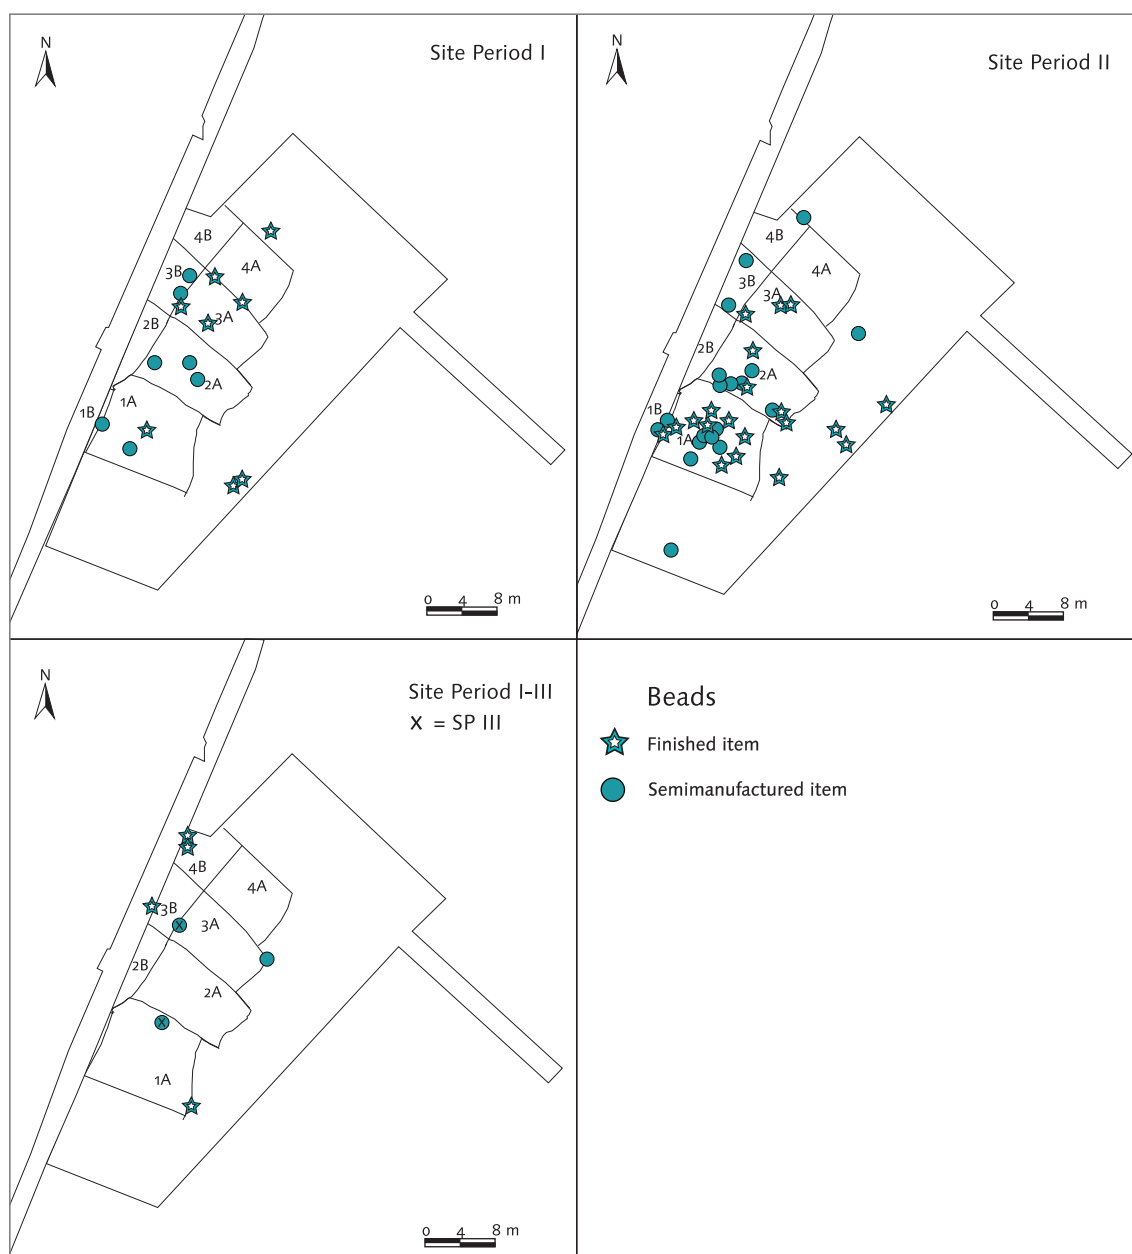 N
Site Period I
4B
4A
3B
3A
2B
2A
1B
1A
0 4 8 m
N
Site Period II
4B
4A
3B
3A
2B
2A
1B
1A
0 4 8 m
N
Site Period I-III
X = SP III
4B
4A
3B
X
3A
2B
2A
X
1A
0 4 8 m
Beads
Finished item
Semimanufactured item